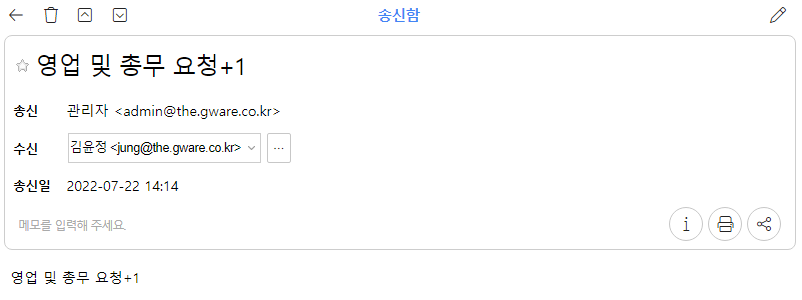 송신함
영업 및 총무 요청+1
송신 관리자 <admin@the.gware.co.kr>
수신 김윤정 <jung@the.gware.co.kr> ...
송신일 2022-07-22 14:14
메모를 입력해 주세요.
영업 및 총무 요청+1